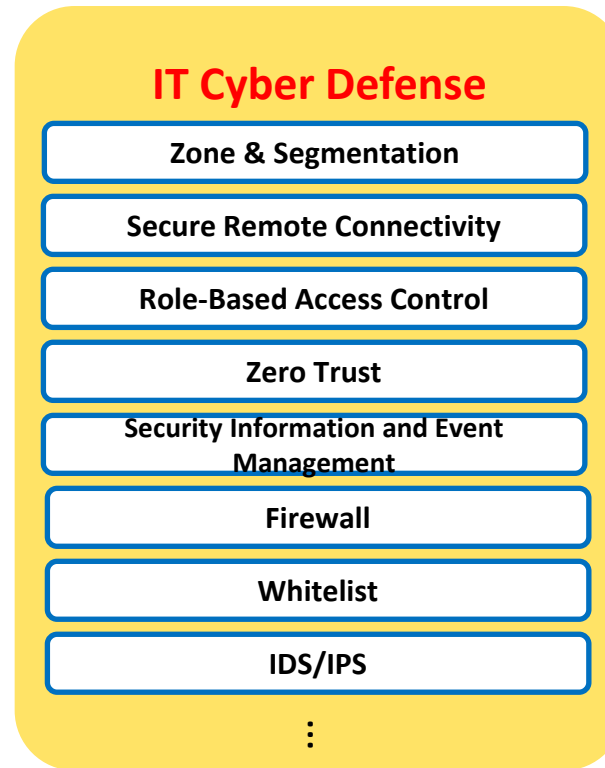 IT Cyber Defense
Zone & Segmentation
Secure Remote Connectivity
Role-Based Access Control
Zero Trust
Security Information and Event
Management
Firewall
Whitelist
IDS/IPS
⋮